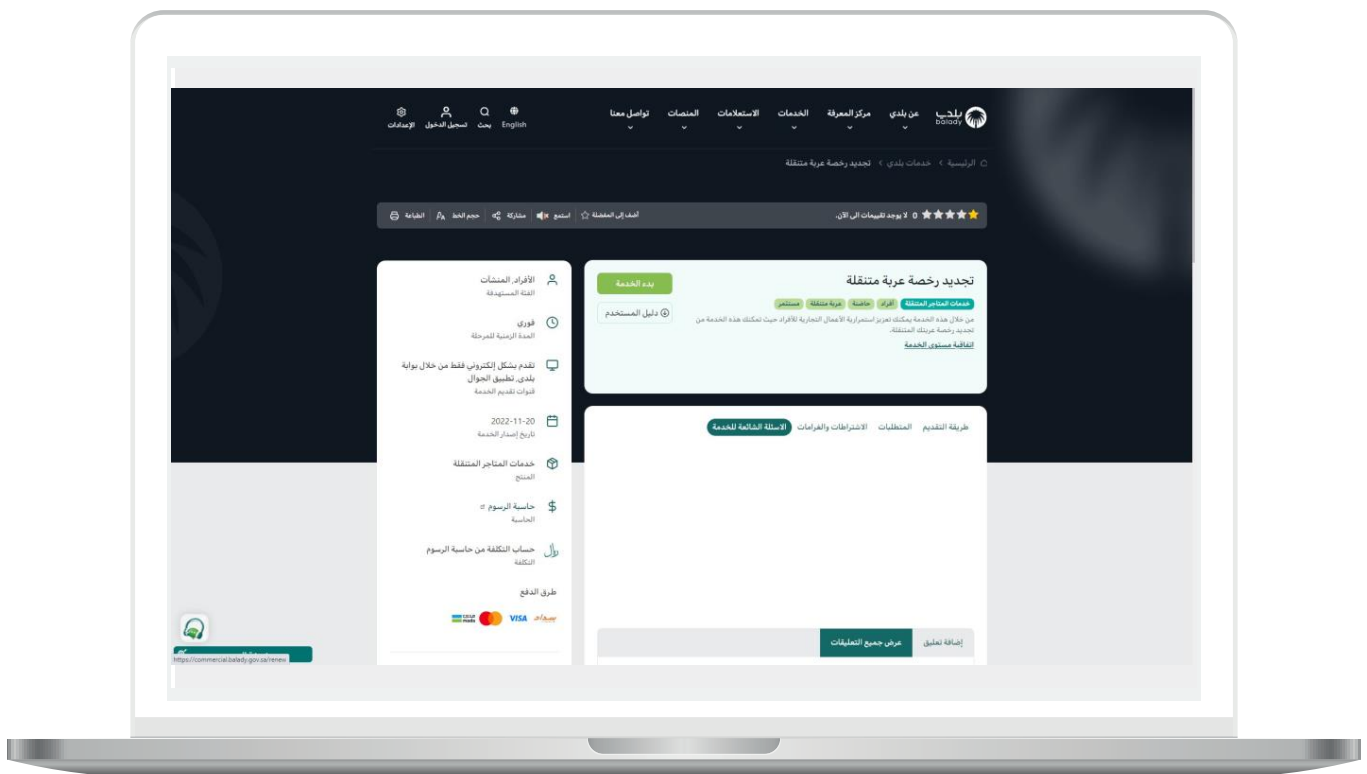 بلدي
balady
عن بلدي
مركز المعرفة
الخدمات
الاستعلامات
المنصات
تواصل معنا
English
بحث
تسجيل الدخول
الإعدادات
الرئيسية › خدمات بلدي › تجديد رخصة عربة متنقلة
0 لا يوجد تقييمات الى الآن.
أضف إلى المفضلة
استمع
مشاركة
حجم الخط
الطباعة
تجديد رخصة عربة متنقلة
خدمات المتاجر المتنقلة أفراد حاضنة عربة متنقلة مستثمر
من خلال هذه الخدمة يمكنك تعزيز استمرارية الأعمال التجارية للأفراد حيث تمكنك هذه الخدمة من
تجديد رخصة عربتك المتنقلة.
اتفاقية مستوى الخدمة
بدء الخدمة
دليل المستخدم
طريقة التقديم
المتطلبات
الاشتراطات والغرامات
الاسئلة الشائعة للخدمة
إضافة تعليق
عرض جميع التعليقات
الأفراد, المنشآت
الفئة المستهدفة
فوري
المدة الزمنية للمرحلة
تقدم بشكل إلكتروني فقط من خلال بوابة
بلدي, تطبيق الجوال
قنوات تقديم الخدمة
2022-11-20
تاريخ إصدار الخدمة
خدمات المتاجر المتنقلة
المنتج
$ حاسبة الرسوم
الحاسبة
ريال حساب التكلفة من حاسبة الرسوم
التكلفة
طرق الدفع
سداد VISA mada
https://commercial.balady.gov.sa/renew